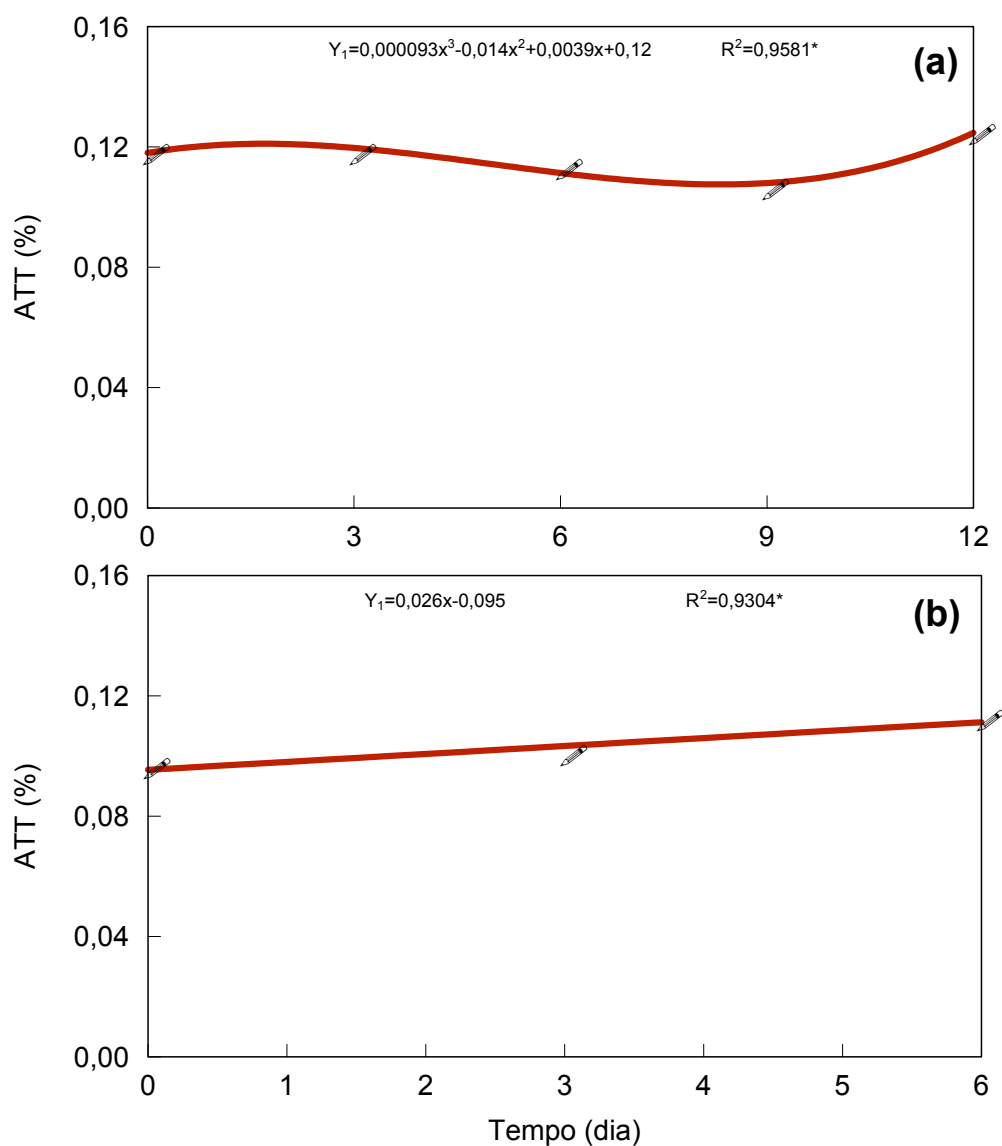 0,16
Y₁=0,000093x³-0,014x²+0,0039x+0,12 R²=0,9581*
(a)
0,12
0,08
0,04
0,00
ATT (%)
0 3 6 9 12
0,16
Y₁=0,026x-0,095 R²=0,9304*
(b)
0,12
0,08
0,04
0,00
ATT (%)
0 1 2 3 4 5 6
Tempo (dia)